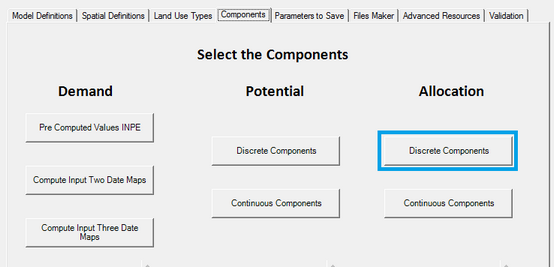 Model Definitions Spatial Definitions Land Use Types Components Parameters to Save Files Maker Advanced Resources Validation
Select the Components
Demand Potential Allocation
Pre Computed Values INPE
Discrete Components Discrete Components
Compute Input Two Date Maps
Continuous Components Continuous Components
Compute Input Three Date
Maps